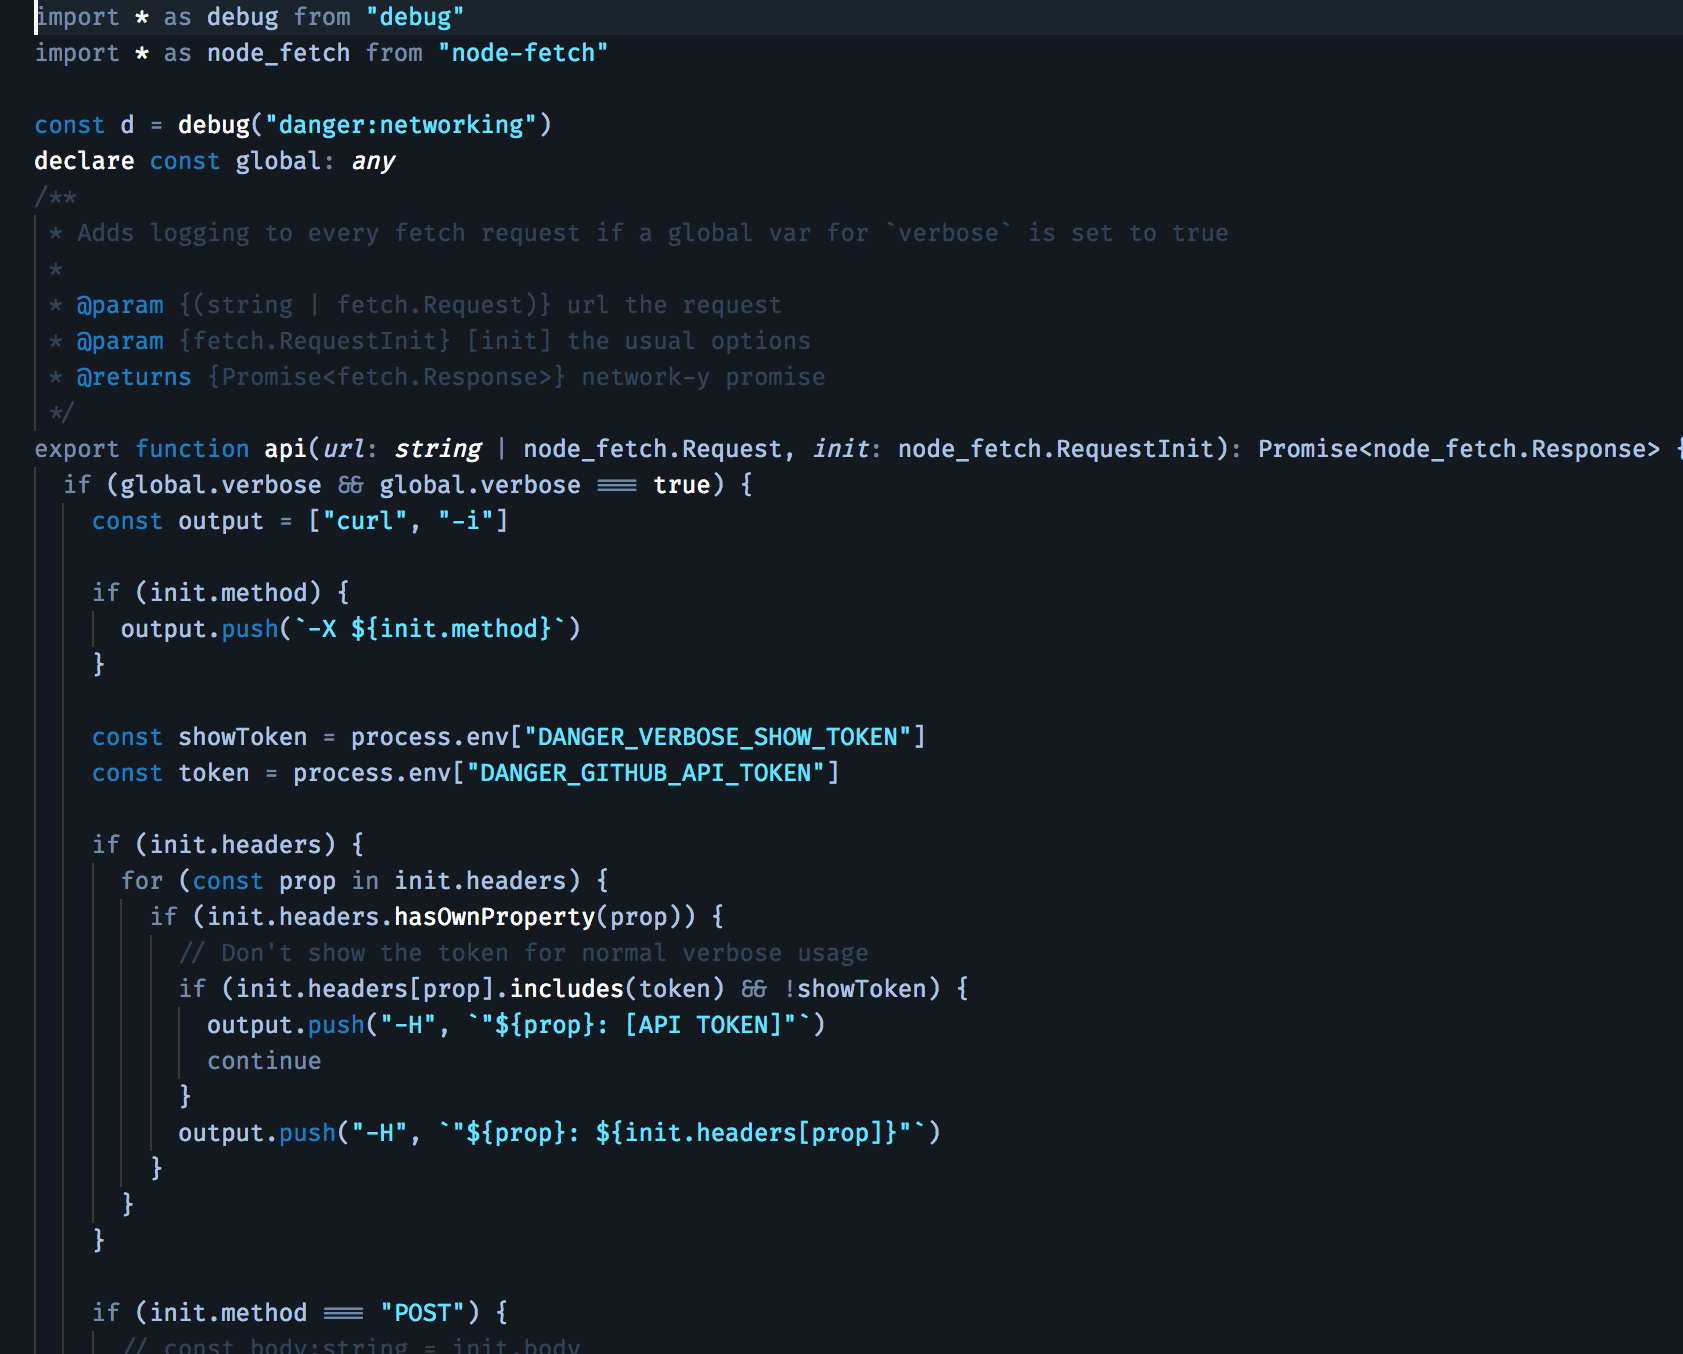 import * as debug from "debug"
import * as node_fetch from "node-fetch"
const d = debug("danger:networking")
declare const global: any
/**
* Adds logging to every fetch request if a global var for `verbose` is set to true
*
* @param {(string | fetch.Request)} url the request
* @param {fetch.RequestInit} [init] the usual options
* @returns {Promise<fetch.Response>} network-y promise
*/
export function api(url: string | node_fetch.Request, init: node_fetch.RequestInit): Promise<node_fetch.Response> {
if (global.verbose && global.verbose === true) {
const output = ["curl", "-i"]
if (init.method) {
output.push(`-X ${init.method}`)
}
const showToken = process.env["DANGER_VERBOSE_SHOW_TOKEN"]
const token = process.env["DANGER_GITHUB_API_TOKEN"]
if (init.headers) {
for (const prop in init.headers) {
if (init.headers.hasOwnProperty(prop)) {
// Don't show the token for normal verbose usage
if (init.headers[prop].includes(token) && !showToken) {
output.push("-H", `"${prop}: [API TOKEN]"`)
continue
}
output.push("-H", `"${prop}: ${init.headers[prop]}"`)
}
}
}
if (init.method === "POST") {
// const body:string = init.body